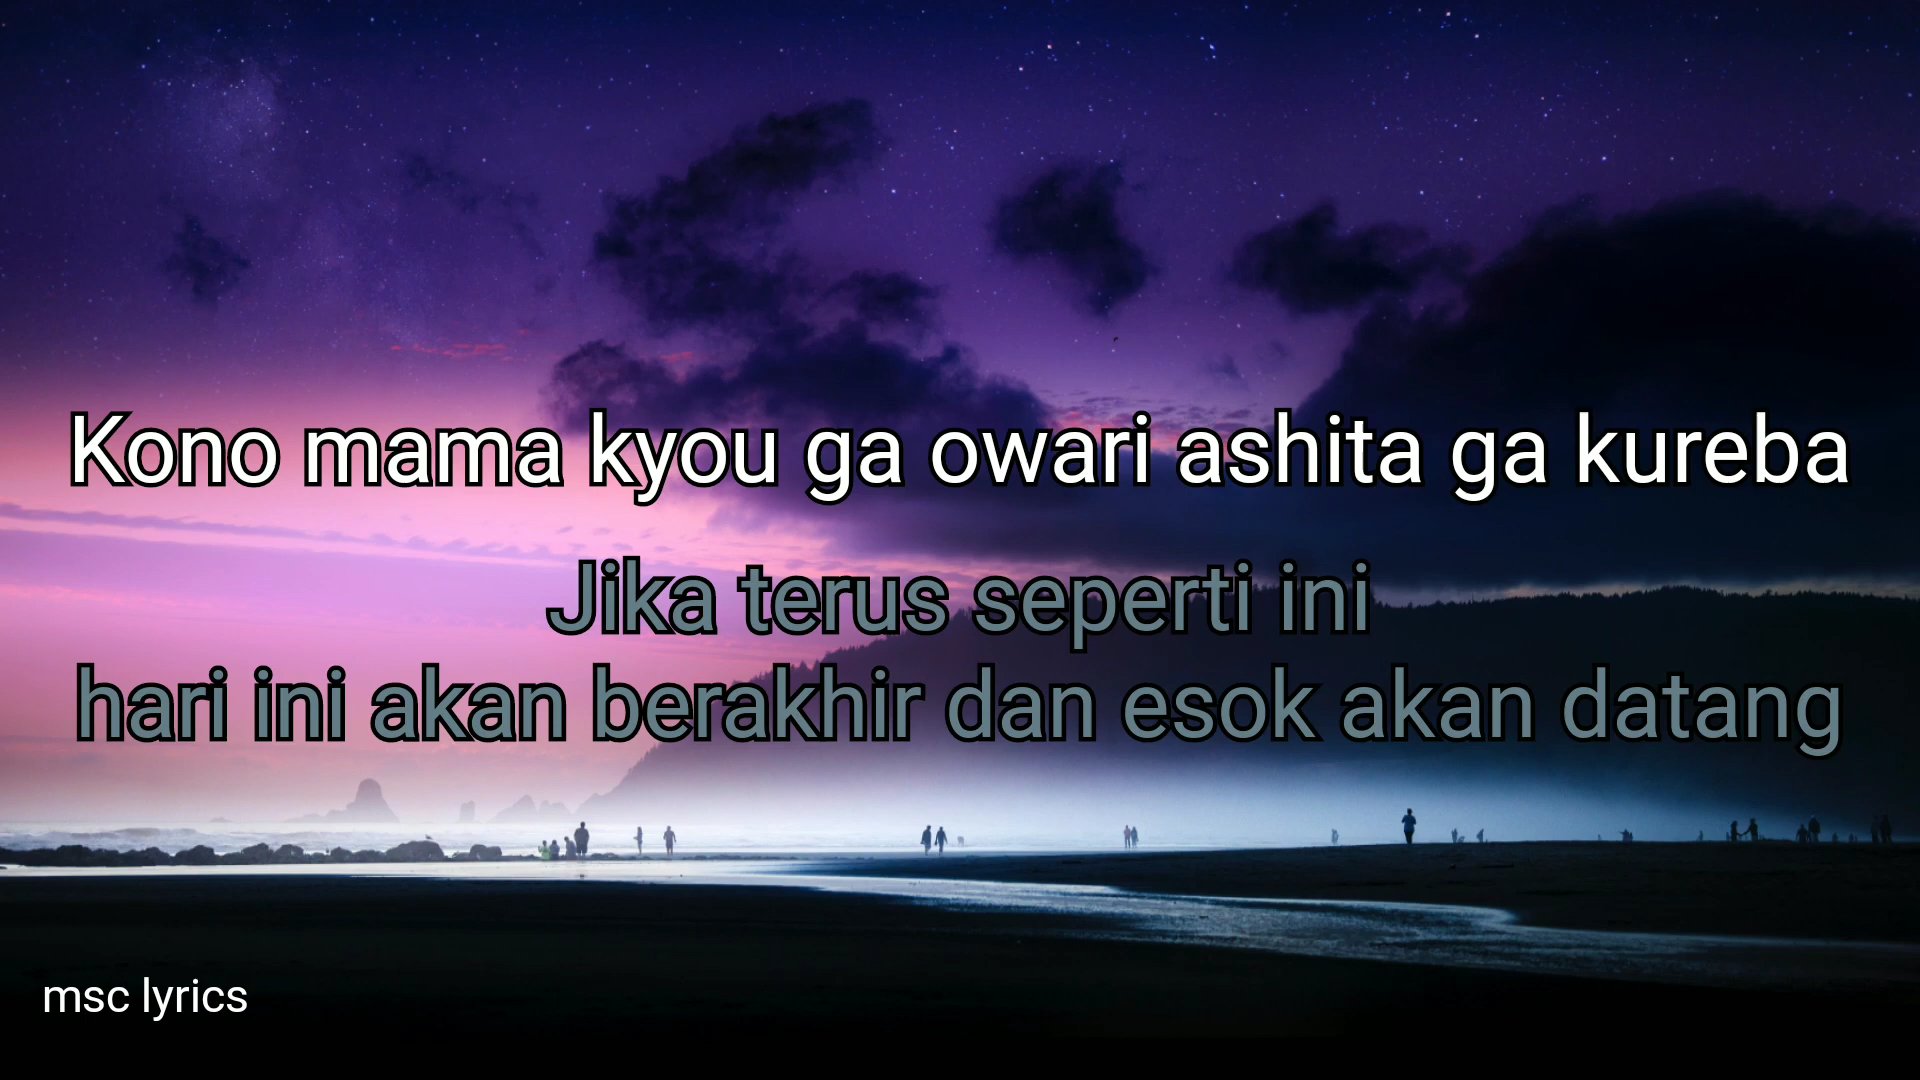 Kono mama kyou ga owari ashita ga kureba
Jika terus seperti ini
hari ini akan berakhir dan esok akan datang
msc lyrics